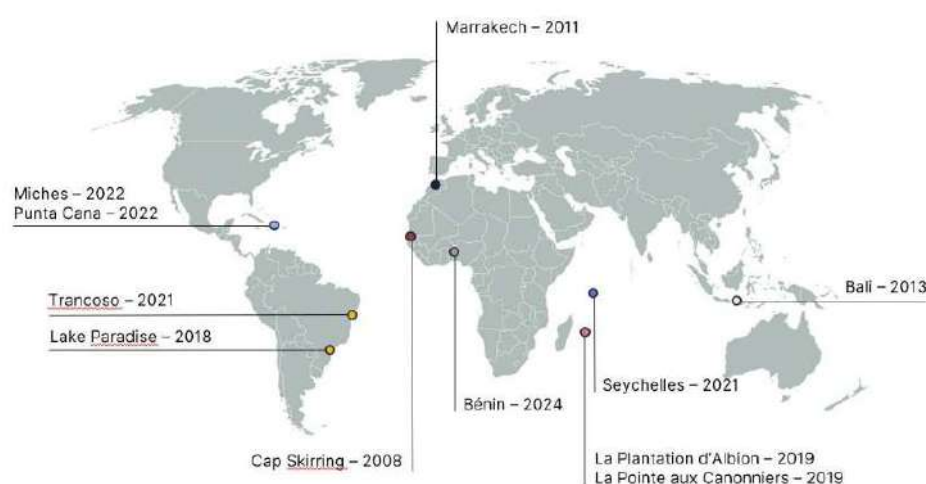 Marrakech – 2011
Miches – 2022
Punta Cana – 2022
Bali – 2013
Trancoso – 2021
Lake Paradise – 2018
Seychelles – 2021
Bénin – 2024
Cap Skirring – 2008
La Plantation d'Albion – 2019
La Pointe aux Canonniers – 2019